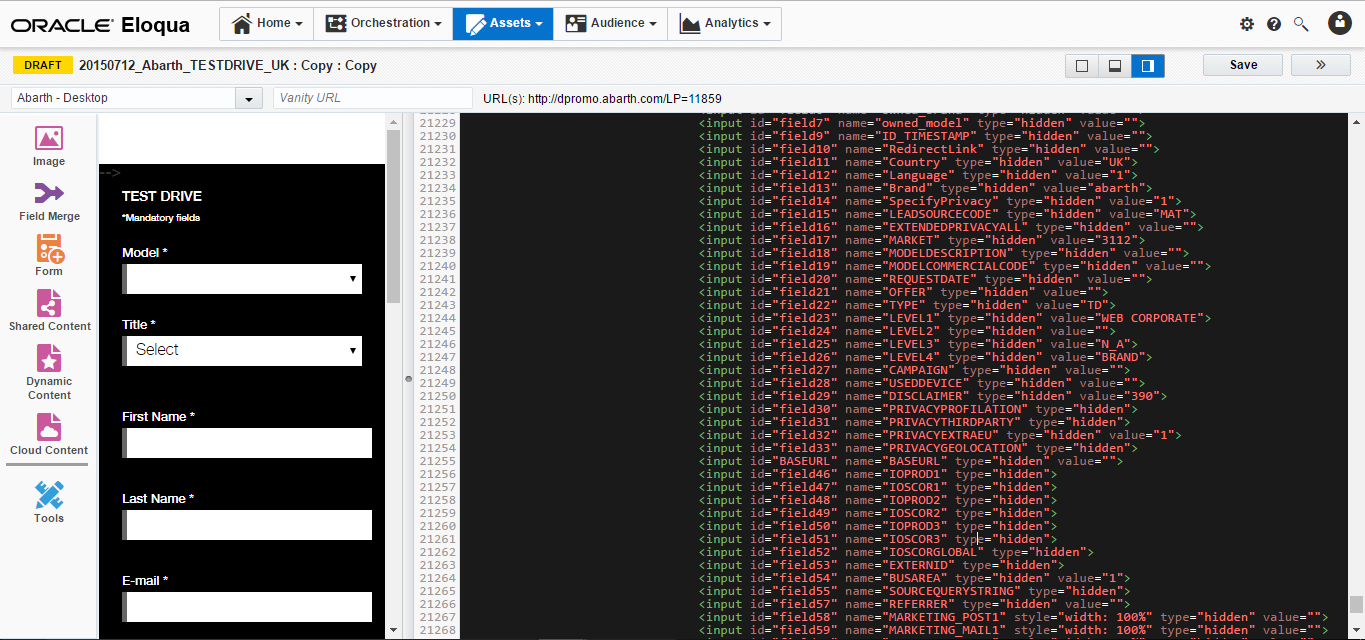 ORACLE Eloqua
Home
Orchestration
Assets
Audience
Analytics
DRAFT 20150712_Abarth_TESTDRIVE_UK : Copy : Copy
Save
»
Abarth - Desktop
Vanity URL
URL(s): http://dpromo.abarth.com/LP=11859
Image
Field Merge
Form
Shared Content
Dynamic
Content
Cloud Content
Tools
-->
TEST DRIVE
*Mandatory fields
Model *
Title *
Select
First Name *
Last Name *
E-mail *
21229 <input id="field7" name="owned_model" type="hidden" value="">
21230 <input id="field9" name="ID_TIMESTAMP" type="hidden" value="">
21231 <input id="field10" name="RedirectLink" type="hidden" value="">
21232 <input id="field11" name="Country" type="hidden" value="UK">
21233 <input id="field12" name="Language" type="hidden" value="1">
21234 <input id="field13" name="Brand" type="hidden" value="abarth">
21235 <input id="field14" name="SpecifyPrivacy" type="hidden" value="1">
21236 <input id="field15" name="LEADSOURCECODE" type="hidden" value="MAT">
21237 <input id="field16" name="EXTENDEDPRIVACYALL" type="hidden" value="">
21238 <input id="field17" name="MARKET" type="hidden" value="3112">
21239 <input id="field18" name="MODELDESCRIPTION" type="hidden" value="">
21240 <input id="field19" name="MODELCOMMERCIALCODE" type="hidden" value="">
21241 <input id="field20" name="REQUESTDATE" type="hidden" value="">
21242 <input id="field21" name="OFFER" type="hidden" value="">
21243 <input id="field22" name="TYPE" type="hidden" value="TD">
21244 <input id="field23" name="LEVEL1" type="hidden" value="WEB CORPORATE">
21245 <input id="field24" name="LEVEL2" type="hidden" value="">
21246 <input id="field25" name="LEVEL3" type="hidden" value="N_A">
21247 <input id="field26" name="LEVEL4" type="hidden" value="BRAND">
21248 <input id="field27" name="CAMPAIGN" type="hidden" value="">
21249 <input id="field28" name="USEDDEVICE" type="hidden" value="">
21250 <input id="field29" name="DISCLAIMER" type="hidden" value="390">
21251 <input id="field30" name="PRIVACYPROFILATION" type="hidden">
21252 <input id="field31" name="PRIVACYTHIRDPARTY" type="hidden">
21253 <input id="field32" name="PRIVACYEXTRAEU" type="hidden" value="1">
21254 <input id="field33" name="PRIVACYGEOLOCATION" type="hidden">
21255 <input id="BASEURL" name="BASEURL" type="hidden" value="">
21256 <input id="field46" name="IOPROD1" type="hidden">
21257 <input id="field47" name="IOSCOR1" type="hidden">
21258 <input id="field48" name="IOPROD2" type="hidden">
21259 <input id="field49" name="IOSCOR2" type="hidden">
21260 <input id="field50" name="IOPROD3" type="hidden">
21261 <input id="field51" name="IOSCOR3" type="hidden">
21262 <input id="field52" name="IOSCORGLOBAL" type="hidden">
21263 <input id="field53" name="EXTERNID" type="hidden">
21264 <input id="field54" name="BUSAREA" type="hidden" value="1">
21265 <input id="field55" name="SOURCEQUERYSTRING" type="hidden">
21266 <input id="field57" name="REFERRER" type="hidden" value="">
21267 <input id="field58" name="MARKETING_POST1" style="width: 100%" type="hidden" value="">
21268 <input id="field59" name="MARKETING_MAIL1" style="width: 100%" type="hidden" value="">